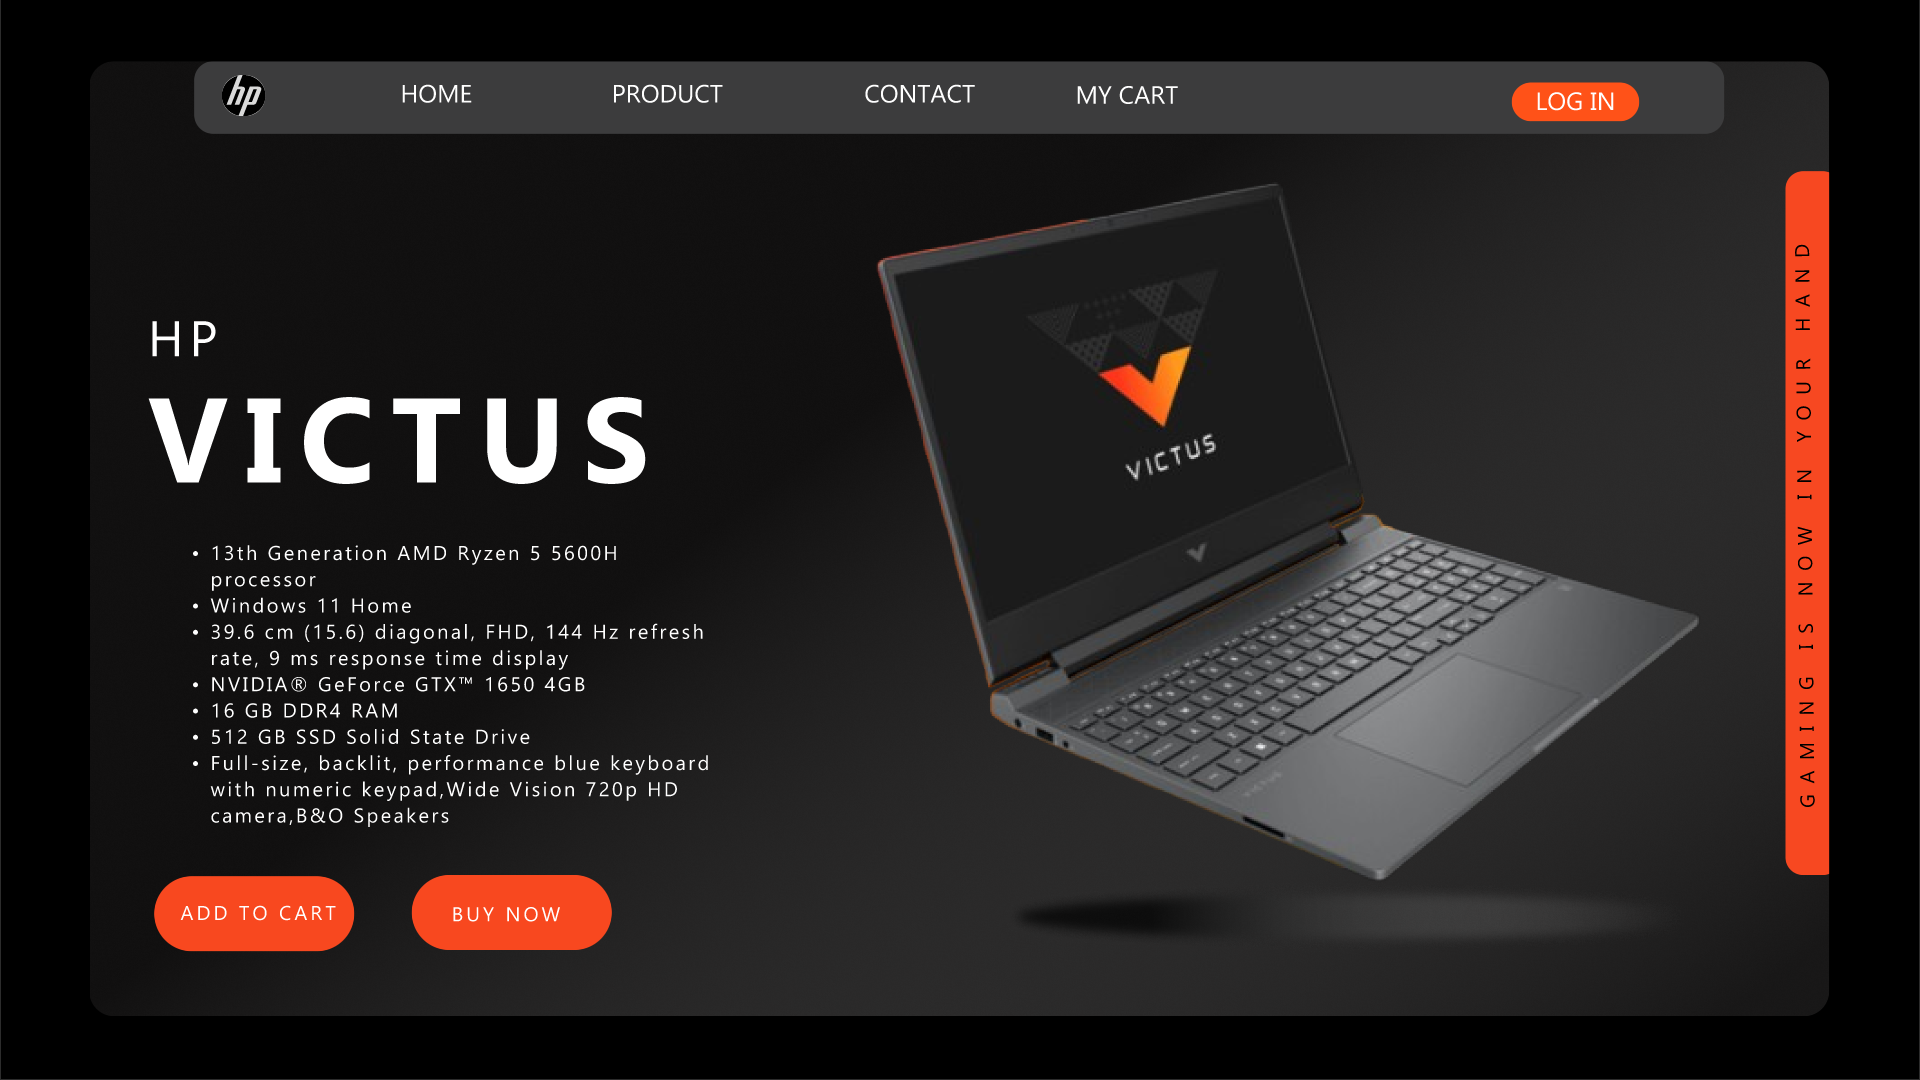 hp
HOME
PRODUCT
CONTACT
MY CART
LOG IN
HP
VICTUS
• 13th Generation AMD Ryzen 5 5600H
processor
• Windows 11 Home
• 39.6 cm (15.6) diagonal, FHD, 144 Hz refresh
rate, 9 ms response time display
• NVIDIA® GeForce GTX™ 1650 4GB
• 16 GB DDR4 RAM
• 512 GB SSD Solid State Drive
• Full-size, backlit, performance blue keyboard
with numeric keypad,Wide Vision 720p HD
camera,B&O Speakers
ADD TO CART
BUY NOW
VICTUS
GAMING IS NOW IN YOUR HAND